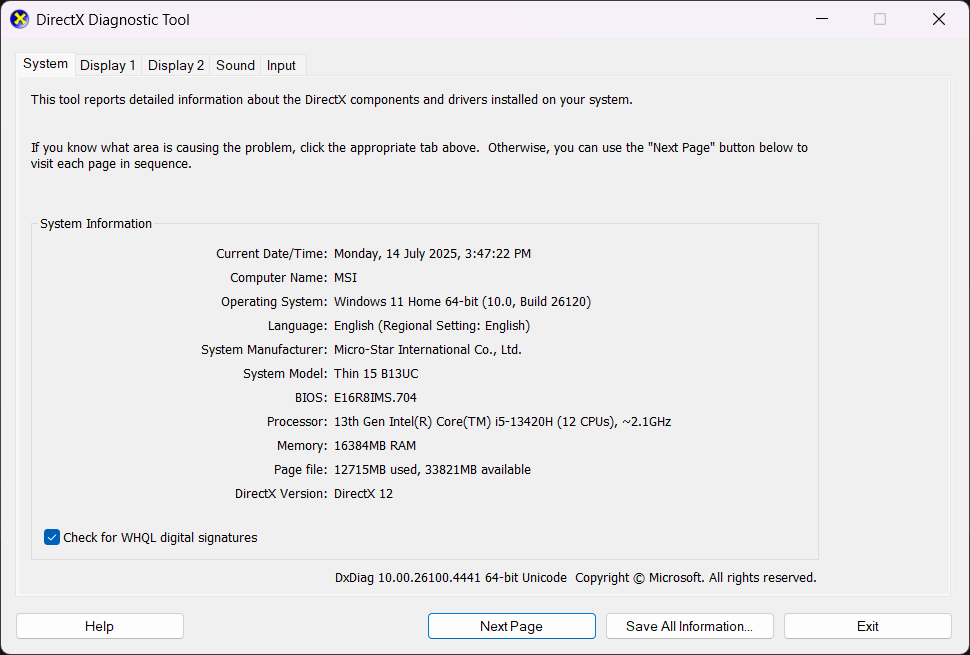 DirectX Diagnostic Tool
System Display 1 Display 2 Sound Input
This tool reports detailed information about the DirectX components and drivers installed on your system.
If you know what area is causing the problem, click the appropriate tab above.  Otherwise, you can use the "Next Page" button below to
visit each page in sequence.
System Information
Current Date/Time: Monday, 14 July 2025, 3:47:22 PM
Computer Name: MSI
Operating System: Windows 11 Home 64-bit (10.0, Build 26120)
Language: English (Regional Setting: English)
System Manufacturer: Micro-Star International Co., Ltd.
System Model: Thin 15 B13UC
BIOS: E16R8IMS.704
Processor: 13th Gen Intel(R) Core(TM) i5-13420H (12 CPUs), ~2.1GHz
Memory: 16384MB RAM
Page file: 12715MB used, 33821MB available
DirectX Version: DirectX 12
Check for WHQL digital signatures
DxDiag 10.00.26100.4441 64-bit Unicode  Copyright © Microsoft. All rights reserved.
Help Next Page Save All Information... Exit